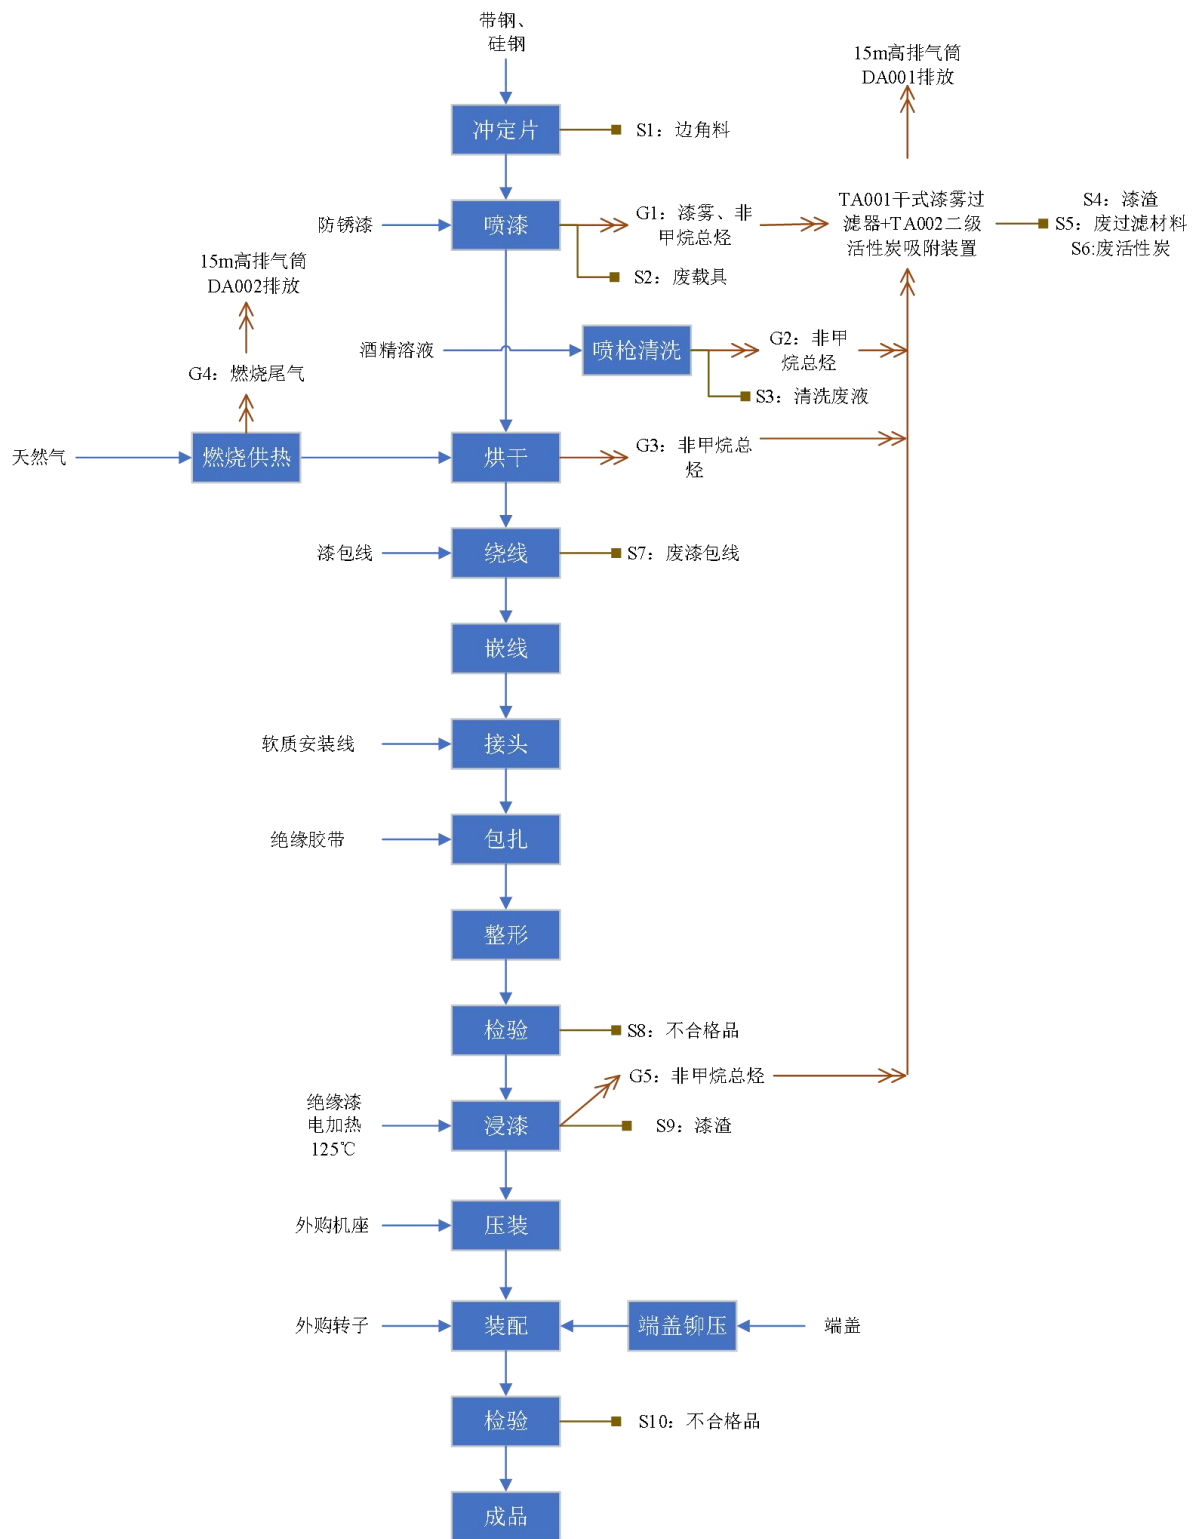 带钢、
硅钢
15m高排气筒
DA001排放
冲定片
S1：边角料
防锈漆
喷漆
G1：漆雾、非
甲烷总烃
TA001干式漆雾过
滤器+TA002二级
活性炭吸附装置
S4：漆渣
S5：废过滤材料
S6:废活性炭
S2：废载具
15m高排气筒
DA002排放
酒精溶液
喷枪清洗
G2：非甲
烷总烃
G4：燃烧尾气
S3：清洗废液
天然气
燃烧供热
烘干
G3：非甲烷总
烃
漆包线
绕线
S7：废漆包线
嵌线
软质安装线
接头
绝缘胶带
包扎
整形
检验
S8：不合格品
G5：非甲烷总烃
绝缘漆
电加热
125℃
浸漆
S9：漆渣
外购机座
压装
外购转子
装配
端盖铆压
端盖
检验
S10：不合格品
成品